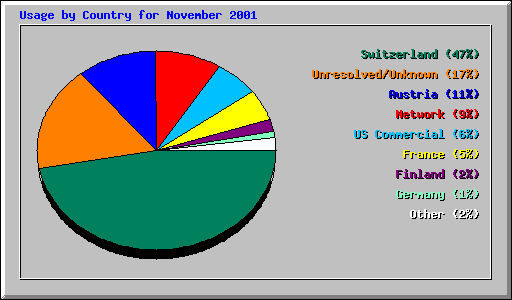 Usage by Country for November 2001
Switzerland (47%)
Unresolved/Unknown (17%)
Austria (11%)
Network (9%)
US Commercial (6%)
France (5%)
Finland (2%)
Germany (1%)
Other (2%)